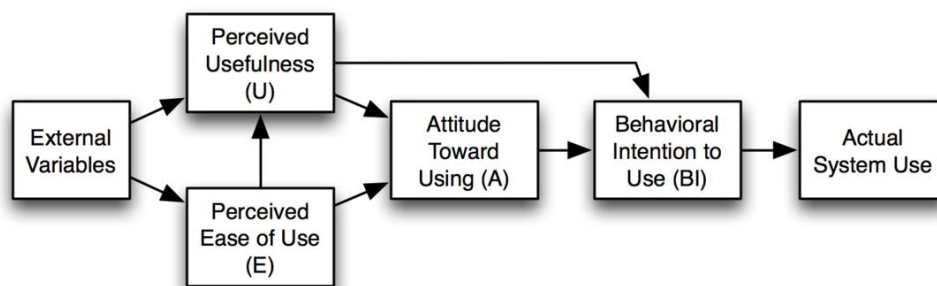 External
Variables
Perceived
Usefulness
(U)
Perceived
Ease of Use
(E)
Attitude
Toward
Using (A)
Behavioral
Intention to
Use (BI)
Actual
System Use